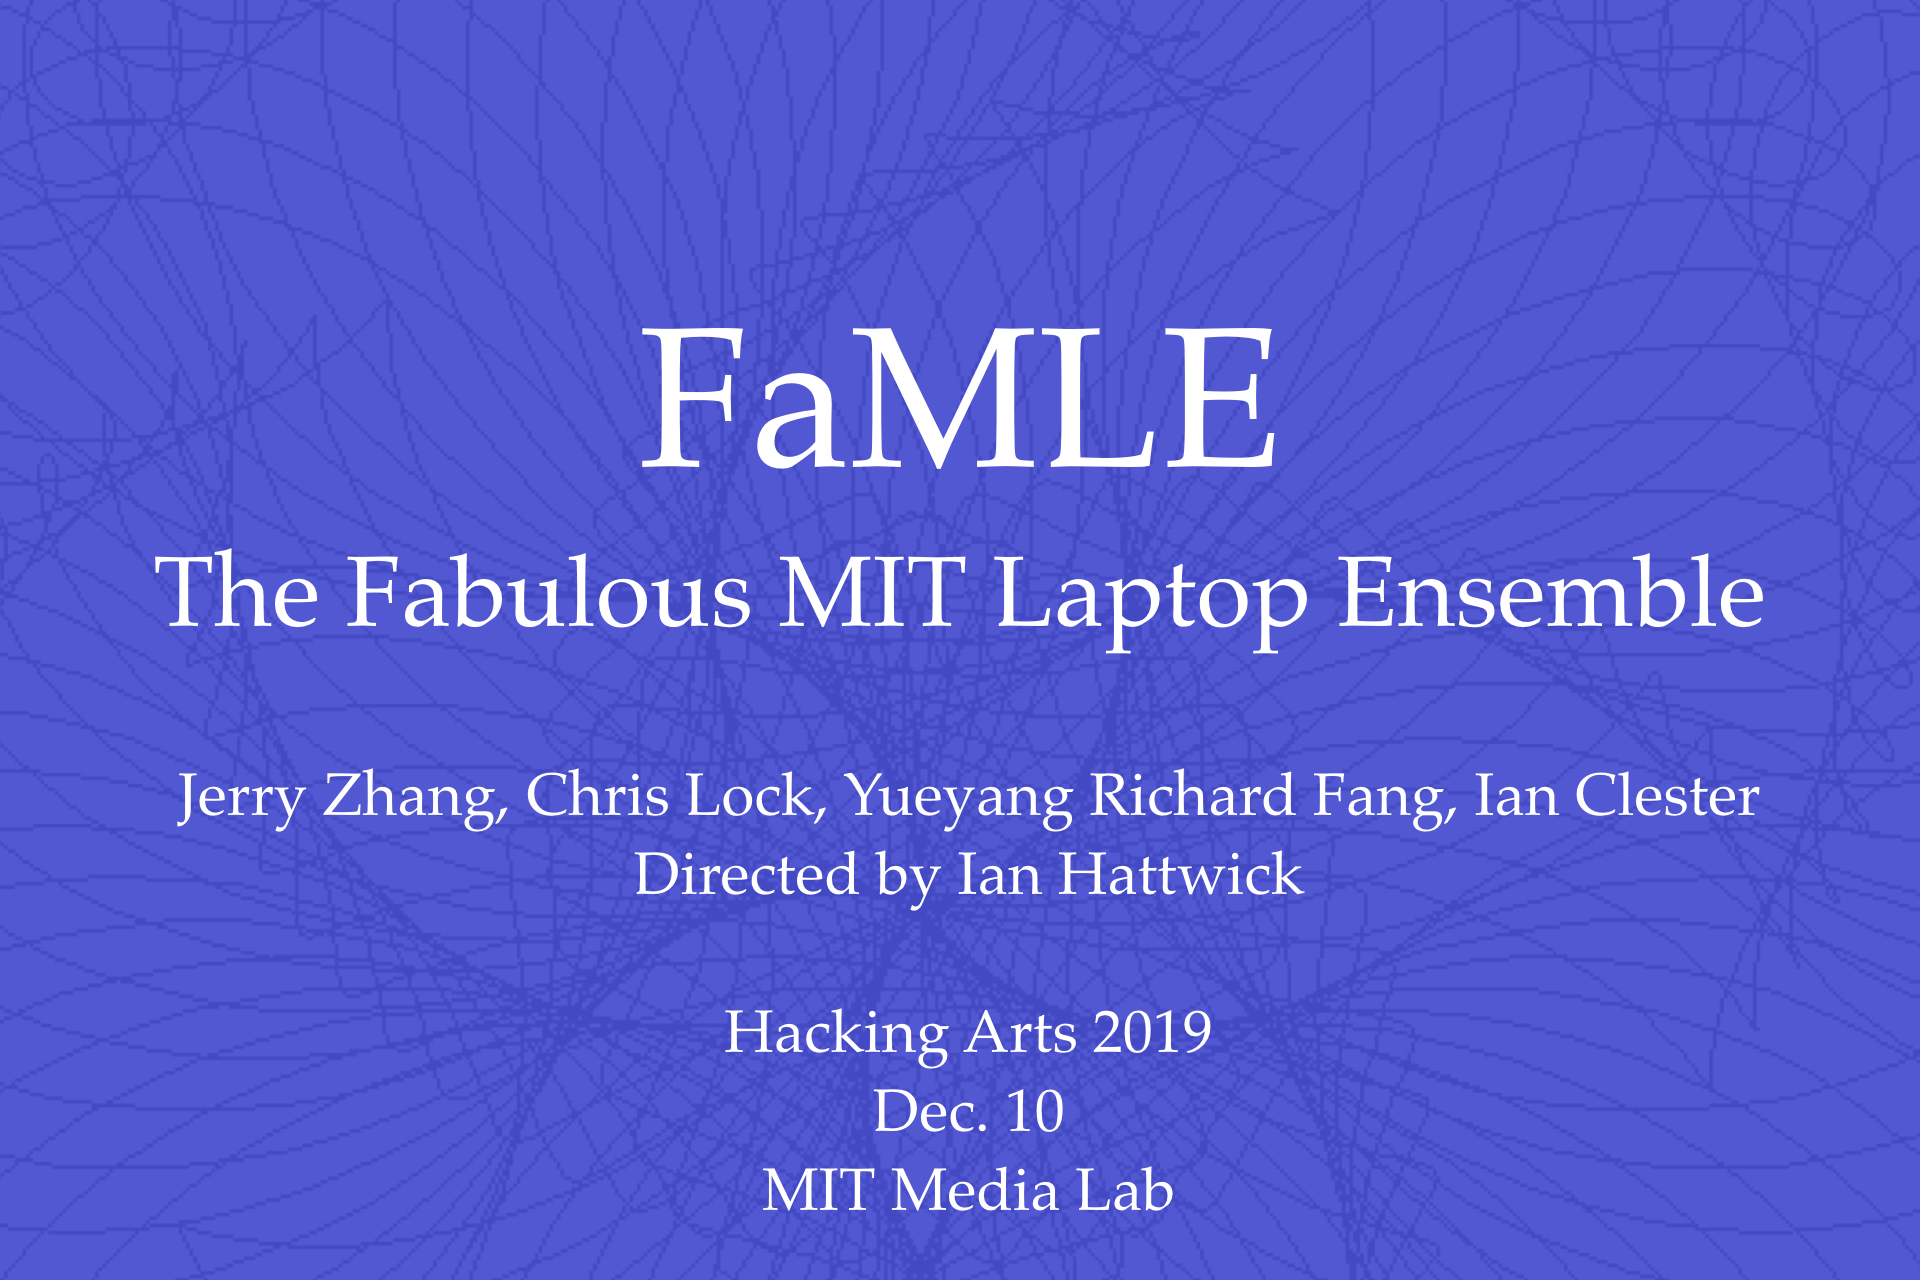 FaMLE
The Fabulous MIT Laptop Ensemble
Jerry Zhang, Chris Lock, Yueyang Richard Fang, Ian Clester
Directed by Ian Hattwick
Hacking Arts 2019
Dec. 10
MIT Media Lab